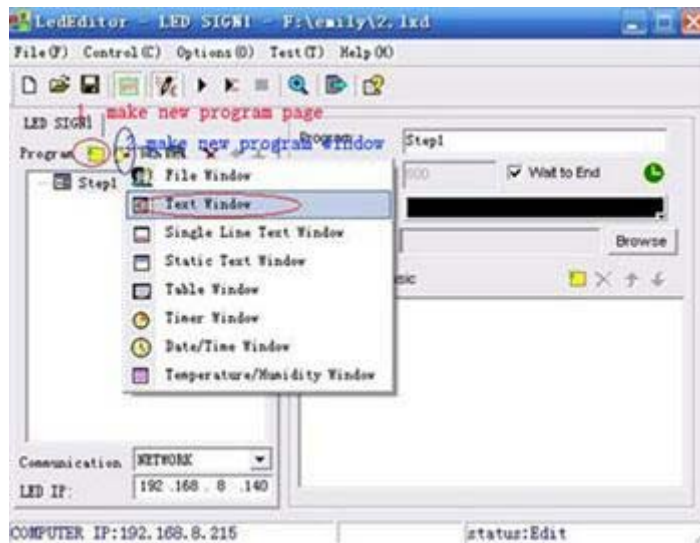 LedEditor - LED SIGN1 - F:\emily\2.lxd
File(F) Control(C) Options(O) Test(T) Help(H)
1 make new program page
LED SIGN1
2 make new program window
Program
Step1
Step1
File Window
Wait to End
Text Window
Single Line Text Window
Browse
Static Text Window
Table Window
Timer Window
Date/Time Window
Temperature/Humidity Window
Communication NETWORK
LED IP: 192 .168 . 8 .140
COMPUTER IP:192.168.8.215
status:Edit